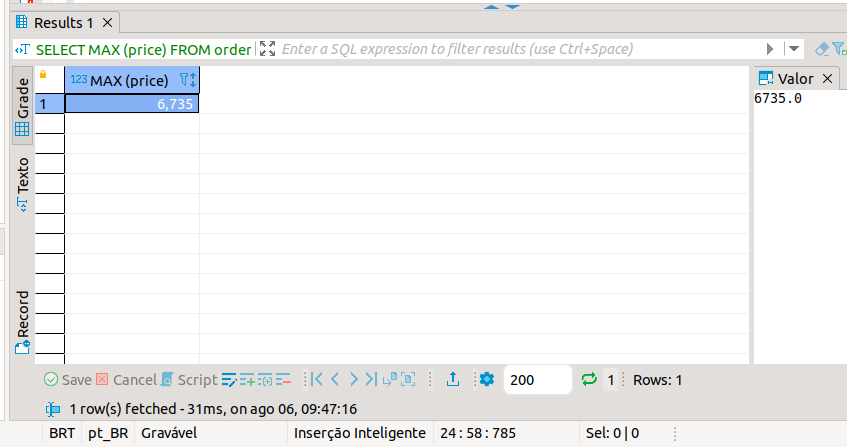 Results 1
SELECT MAX (price) FROM order
Enter a SQL expression to filter results (use Ctrl+Space)
Grade
Texto
Record
123 MAX (price)
1
6,735
Valor
6735.0
Save Cancel Script 200 1 Rows: 1
1 row(s) fetched - 31ms, on ago 06, 09:47:16
BRT pt_BR Gravável Inserção Inteligente 24 : 58 : 785 Sel: 0 | 0